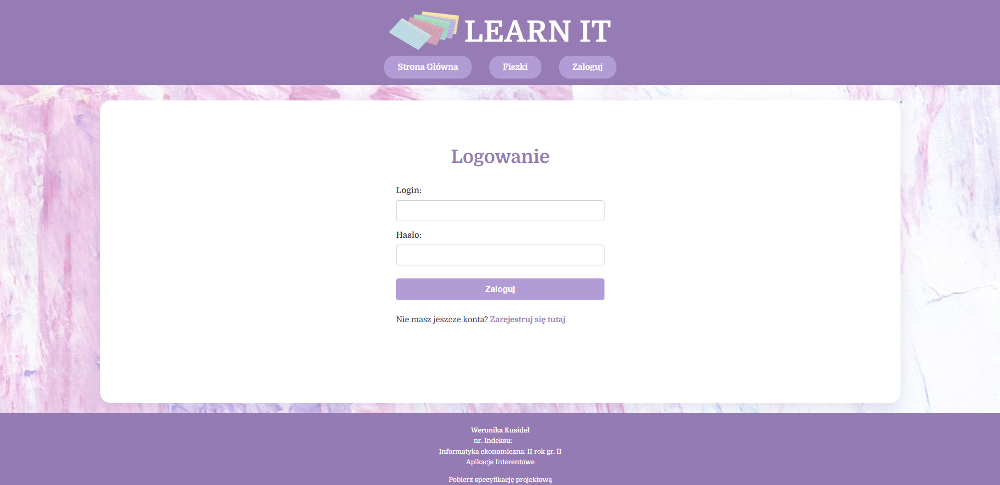 LEARN IT
Strona Główna Fiszki Zaloguj
Logowanie
Login:
Hasło:
Zaloguj
Nie masz jeszcze konta? Zarejestruj się tutaj
Weronika Kusideł
nr. Indeksu: -----
Informatyka ekonomiczna: II rok gr. II
Apikacje Interentowe
Pobierz specyfikację projektową